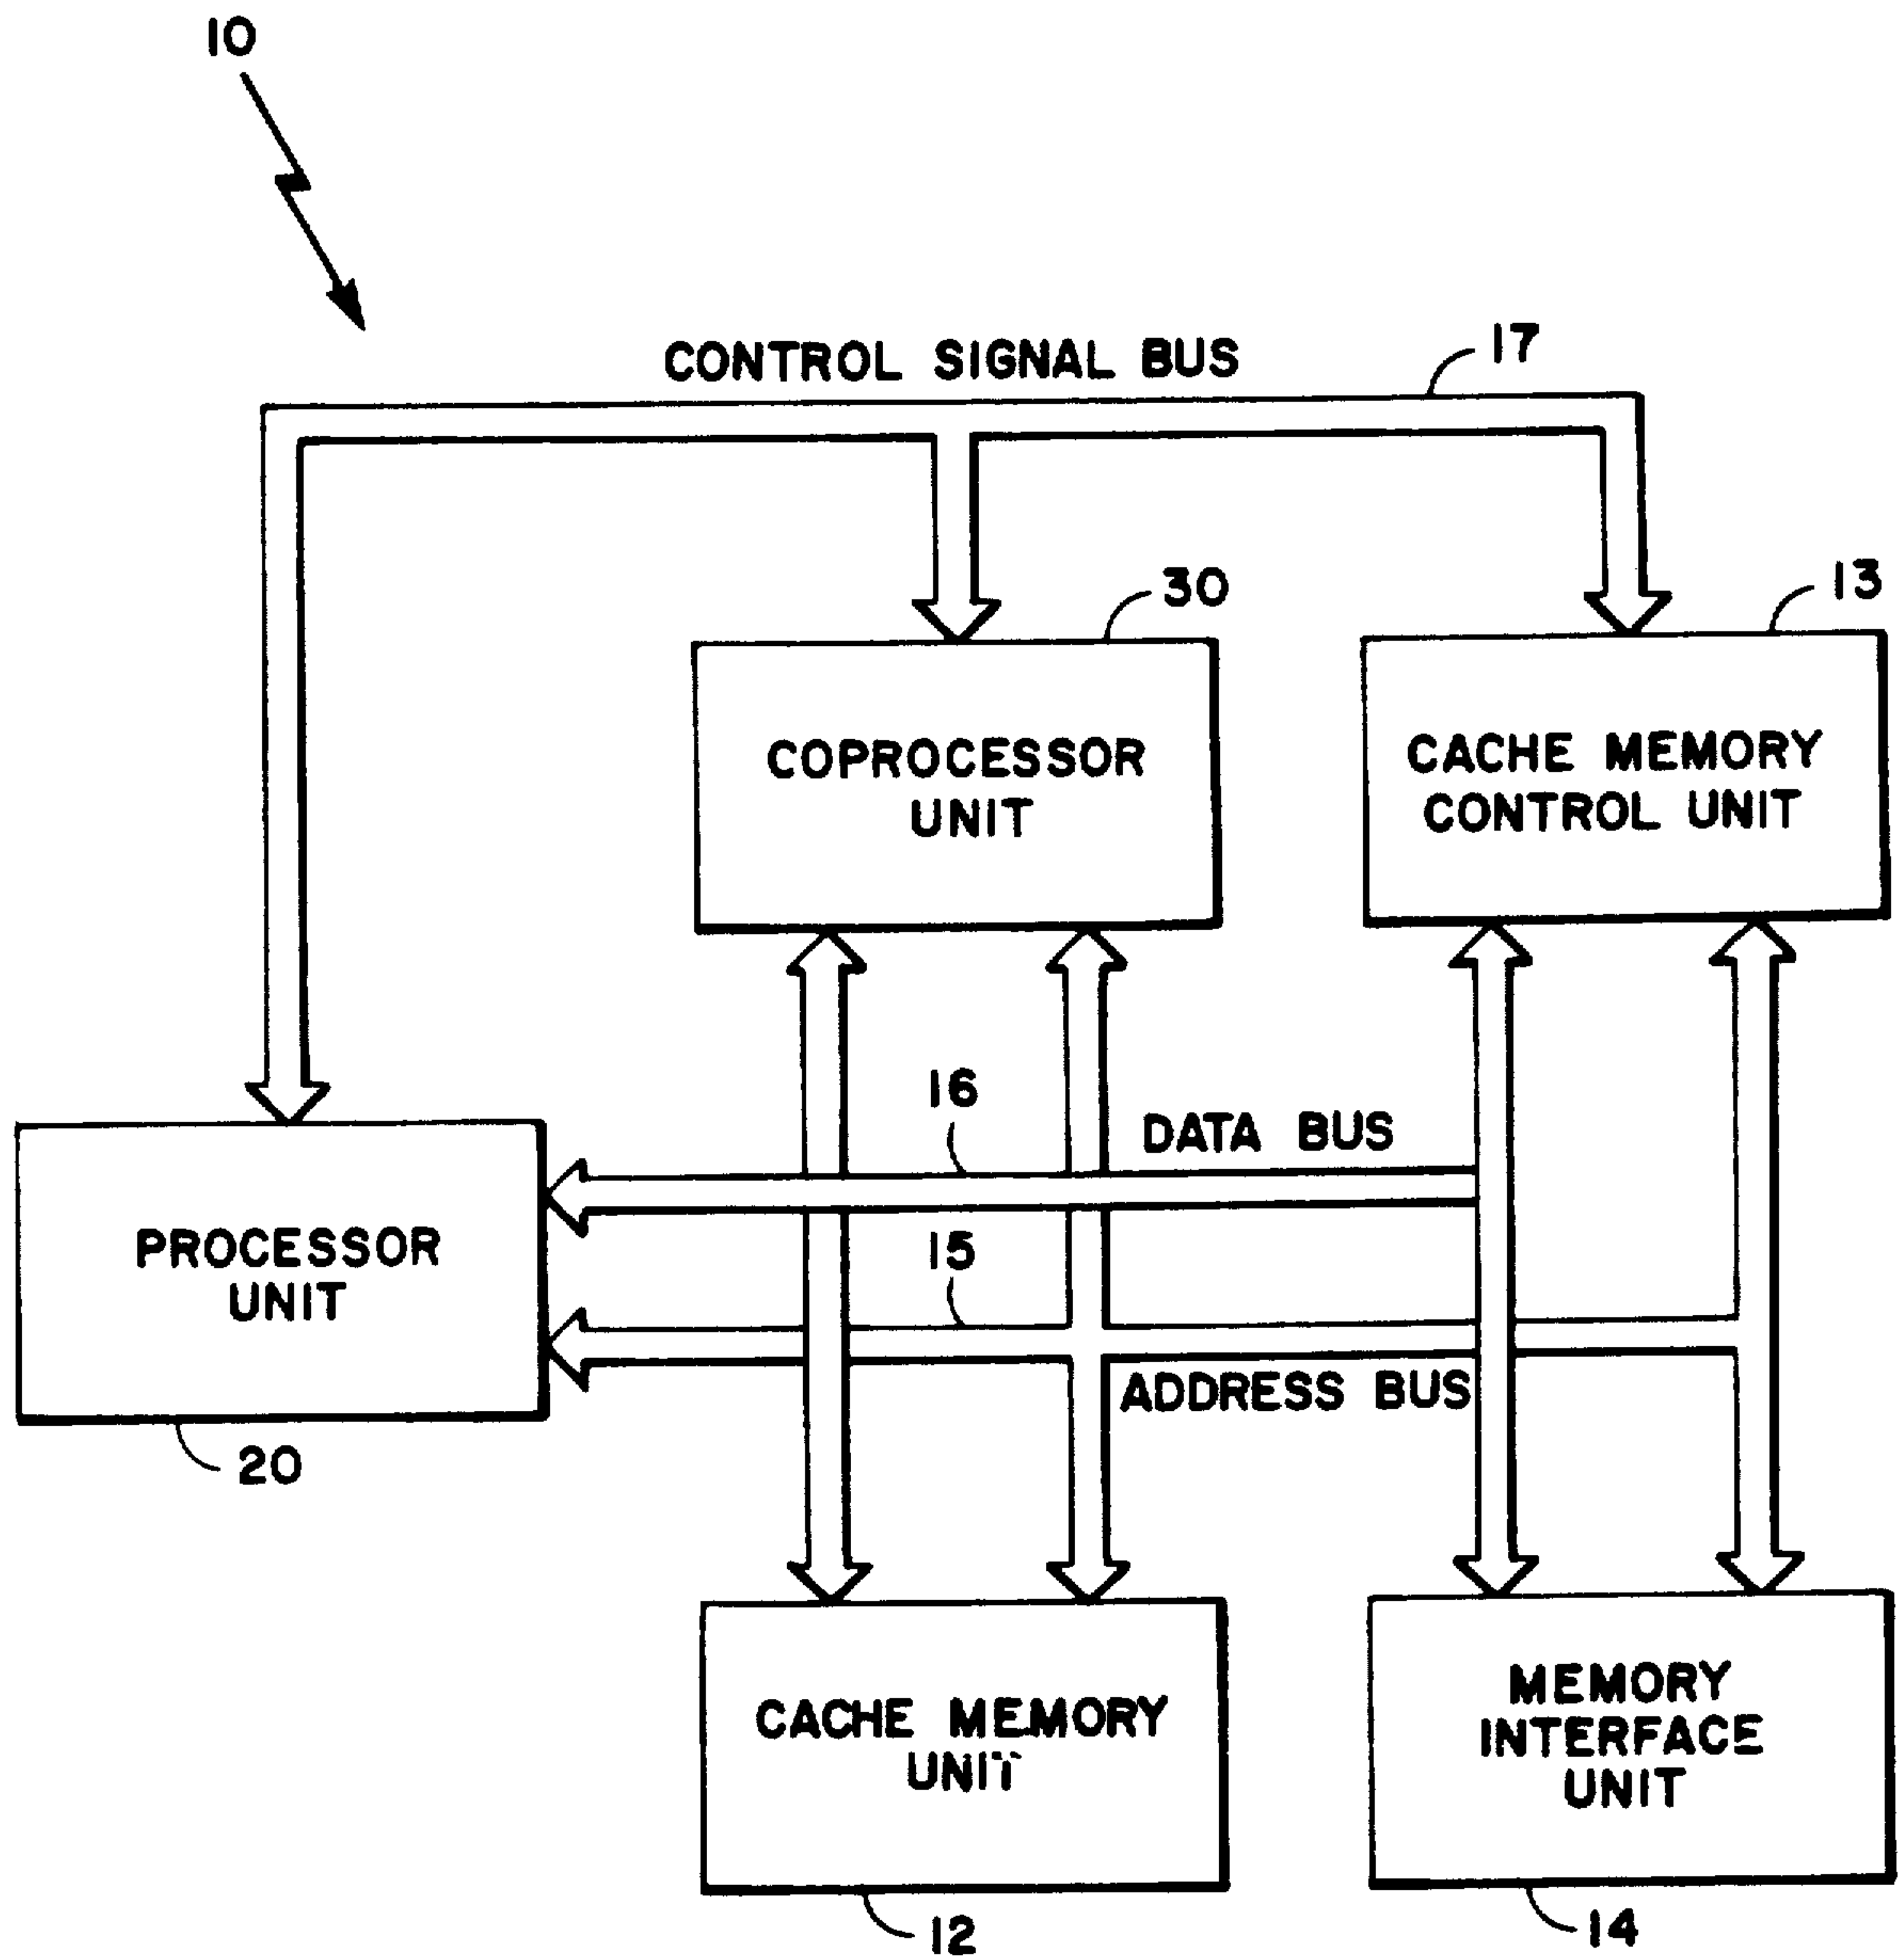 10
CONTROL SIGNAL BUS
17
30
13
COPROCESSOR
UNIT
CACHE MEMORY
CONTROL UNIT
16
DATA BUS
PROCESSOR
UNIT
15
ADDRESS BUS
20
CACHE MEMORY
UNIT
MEMORY
INTERFACE
UNIT
12
14